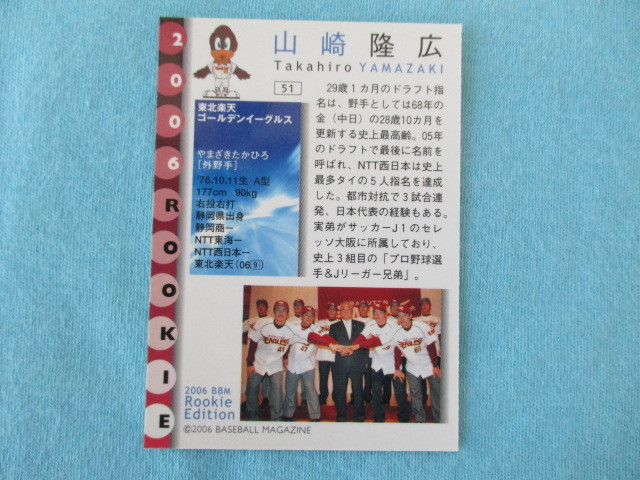 2006 ROOKIE
山崎隆広
Takahiro YAMAZAKI
51
東北楽天
ゴールデンイーグルス
やまざきたかひろ
[外野手]
'76.10.11生 A型
177cm 90kg
右投右打
静岡県出身
静岡商ー
NTT東海ー
NTT西日本ー
東北楽天(06⑨)
29歳1カ月のドラフト指
名は、野手としては68年の
金(中日)の28歳10カ月を
更新する史上最高齢。05年
のドラフトで最後に名前を
呼ばれ、NTT西日本は史上
最多タイの5人指名を達成
した。都市対抗で3試合連
発、日本代表の経験もある。
実弟がサッカーJ1のセレ
ッソ大阪に所属しており、
史上3組目の「プロ野球選
手&Jリーガー兄弟」。
2006 BBM
Rookie
Edition
©2006 BASEBALL MAGAZINE